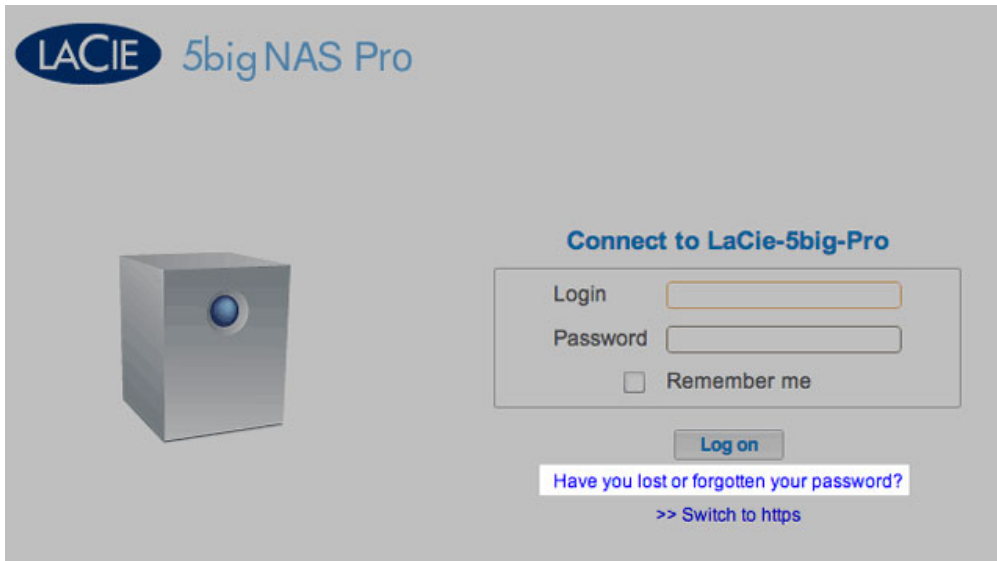 LACIE 5big NAS Pro
Connect to LaCie-5big-Pro
Login
Password
Remember me
Log on
Have you lost or forgotten your password?
>> Switch to https